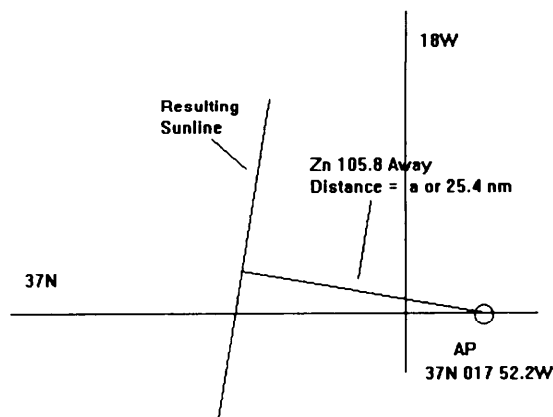 18W
Resulting
Sunline
Zn 105.8 Away
Distance = a or 25.4 nm
37N
AP
37N 017 52.2W